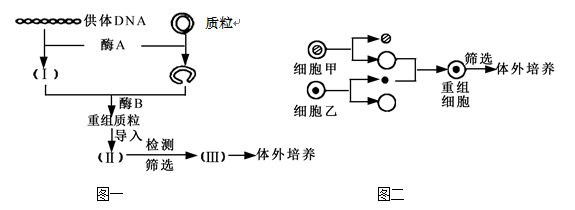 供体DNA
质粒
酶A
(Ⅰ)
酶B
重组质粒
导入
(Ⅱ)
检测
筛选
(Ⅲ)
体外培养
图一
细胞甲
细胞乙
重组
细胞
筛选
体外培养
图二